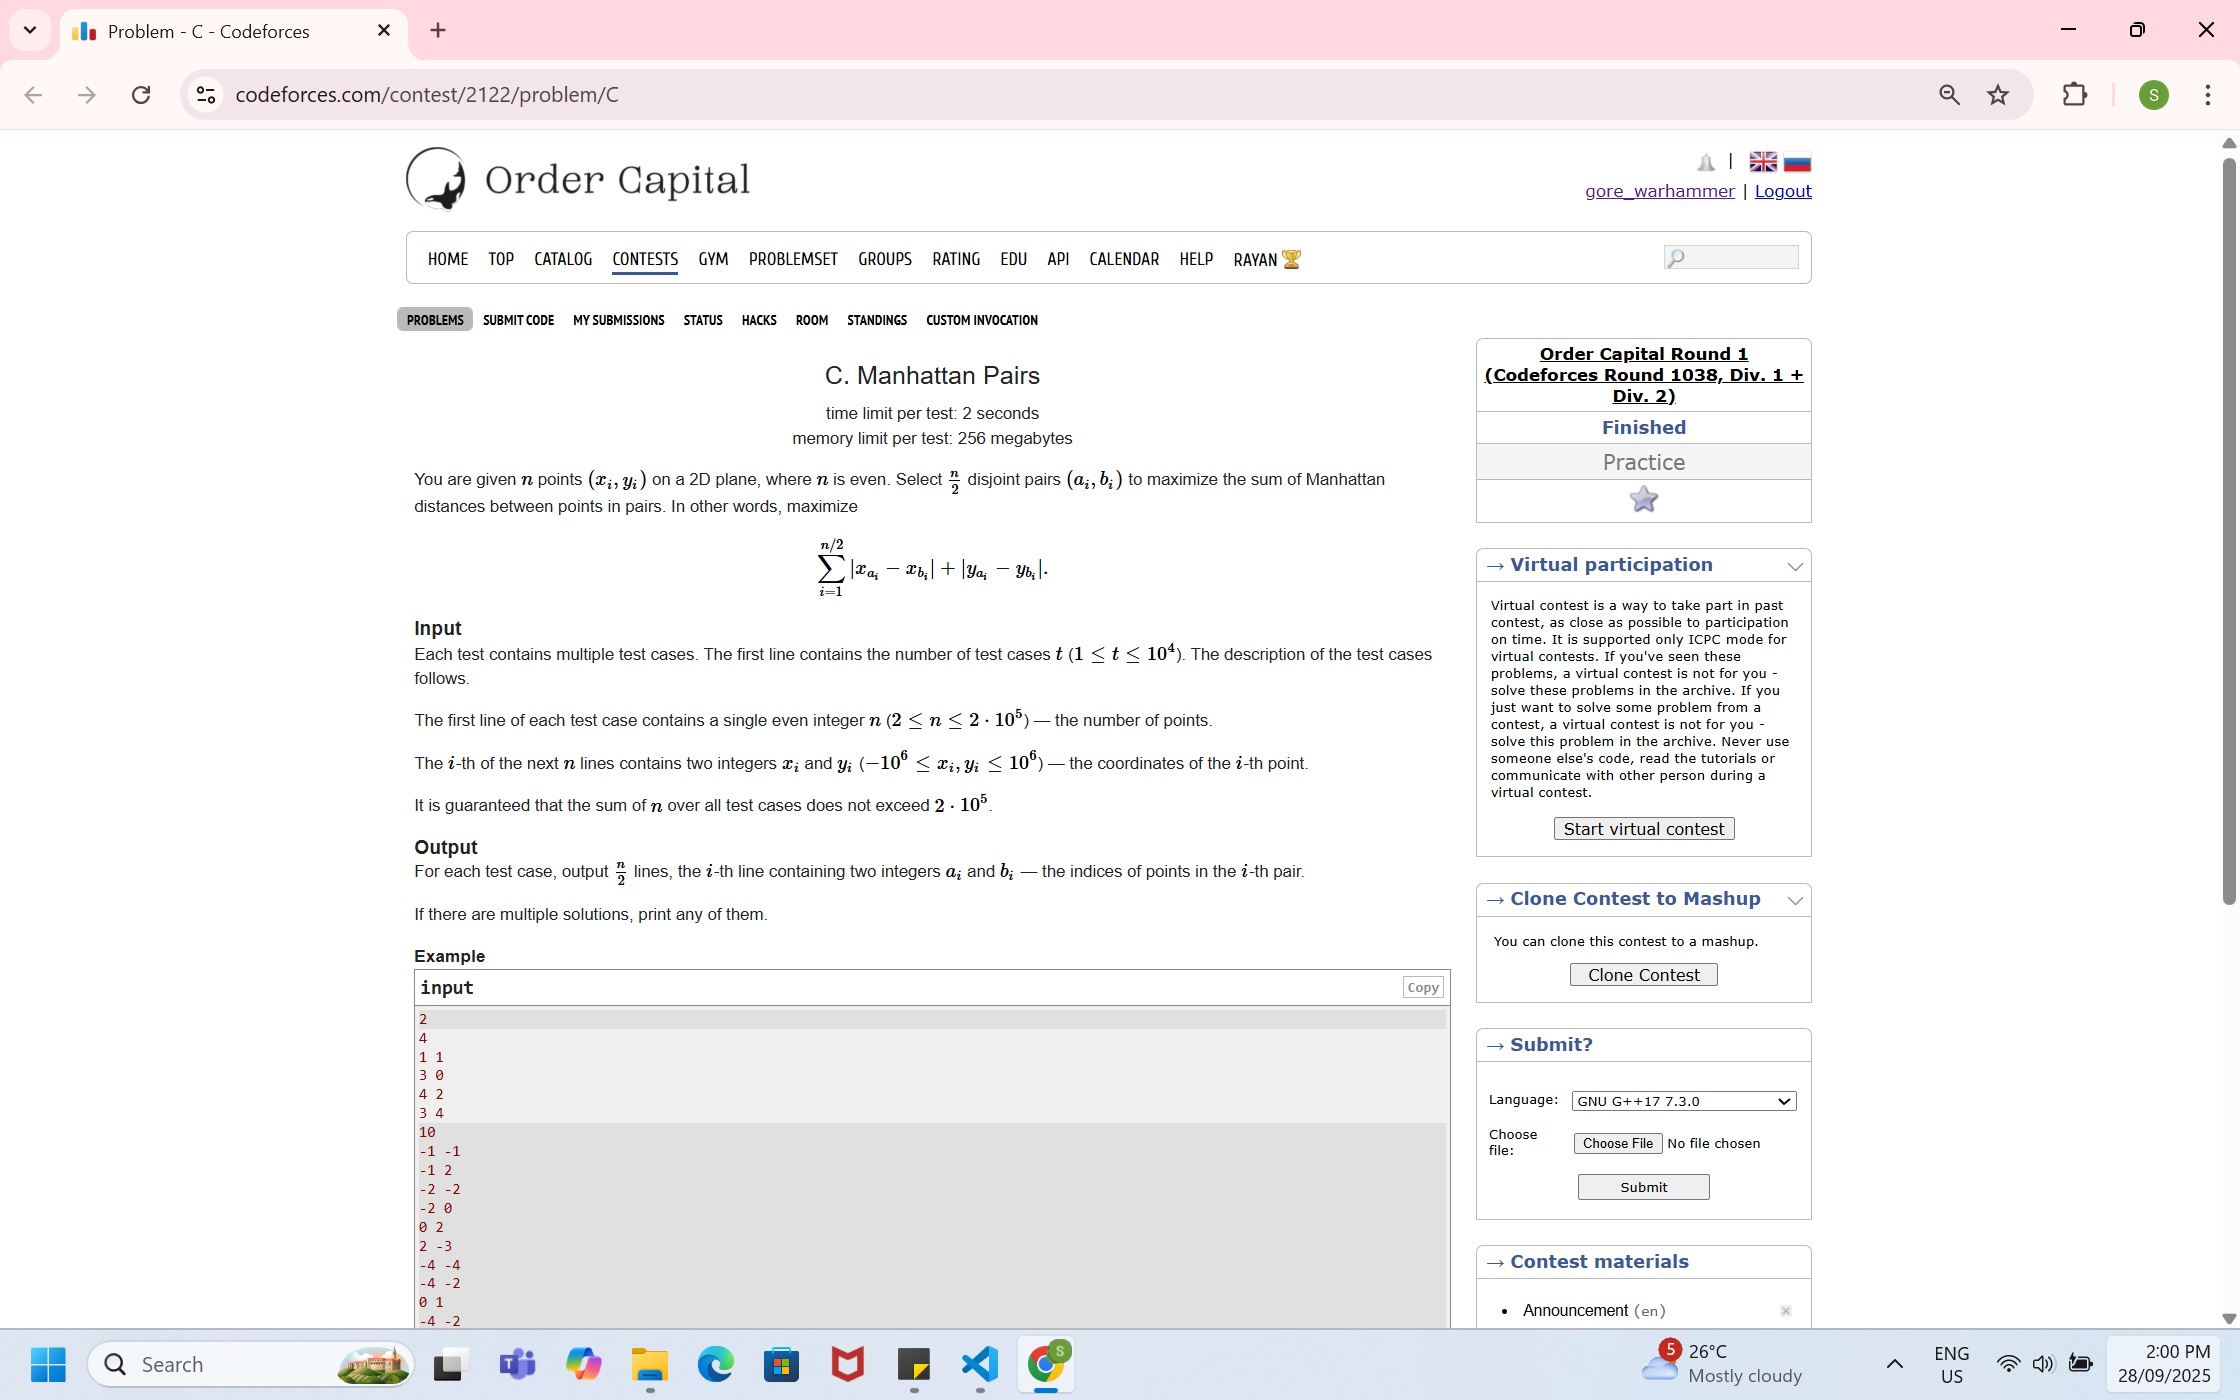 Problem - C - Codeforces
codeforces.com/contest/2122/problem/C
S
Order Capital
|
gore_warhammer | Logout
HOME TOP CATALOG CONTESTS GYM PROBLEMSET GROUPS RATING EDU API CALENDAR HELP RAYAN
PROBLEMS SUBMIT CODE MY SUBMISSIONS STATUS HACKS ROOM STANDINGS CUSTOM INVOCATION
C. Manhattan Pairs
time limit per test: 2 seconds
memory limit per test: 256 megabytes
You are given n points (x_i, y_i) on a 2D plane, where n is even. Select n/2 disjoint pairs (a_i, b_i) to maximize the sum of Manhattan
distances between points in pairs. In other words, maximize
∑_{i=1}^{n/2} |x_{a_i} − x_{b_i}| + |y_{a_i} − y_{b_i}|.
Input
Each test contains multiple test cases. The first line contains the number of test cases t (1 ≤ t ≤ 10^4). The description of the test cases
follows.
The first line of each test case contains a single even integer n (2 ≤ n ≤ 2 · 10^5) — the number of points.
The i-th of the next n lines contains two integers x_i and y_i (−10^6 ≤ x_i, y_i ≤ 10^6) — the coordinates of the i-th point.
It is guaranteed that the sum of n over all test cases does not exceed 2 · 10^5.
Output
For each test case, output n/2 lines, the i-th line containing two integers a_i and b_i — the indices of points in the i-th pair.
If there are multiple solutions, print any of them.
Example
input
Copy
2
4
1 1
3 0
4 2
3 4
10
-1 -1
-1 2
-2 -2
-2 0
0 2
2 -3
-4 -4
-4 -2
0 1
-4 -2
Order Capital Round 1
(Codeforces Round 1038, Div. 1 +
Div. 2)
Finished
Practice
→ Virtual participation
Virtual contest is a way to take part in past
contest, as close as possible to participation
on time. It is supported only ICPC mode for
virtual contests. If you've seen these
problems, a virtual contest is not for you -
solve these problems in the archive. If you
just want to solve some problem from a
contest, a virtual contest is not for you -
solve this problem in the archive. Never use
someone else's code, read the tutorials or
communicate with other person during a
virtual contest.
Start virtual contest
→ Clone Contest to Mashup
You can clone this contest to a mashup.
Clone Contest
→ Submit?
Language: GNU G++17 7.3.0
Choose
file:
Choose File No file chosen
Submit
→ Contest materials
• Announcement (en)
Search
T
S
5
26°C
Mostly cloudy
ENG
US
2:00 PM
28/09/2025